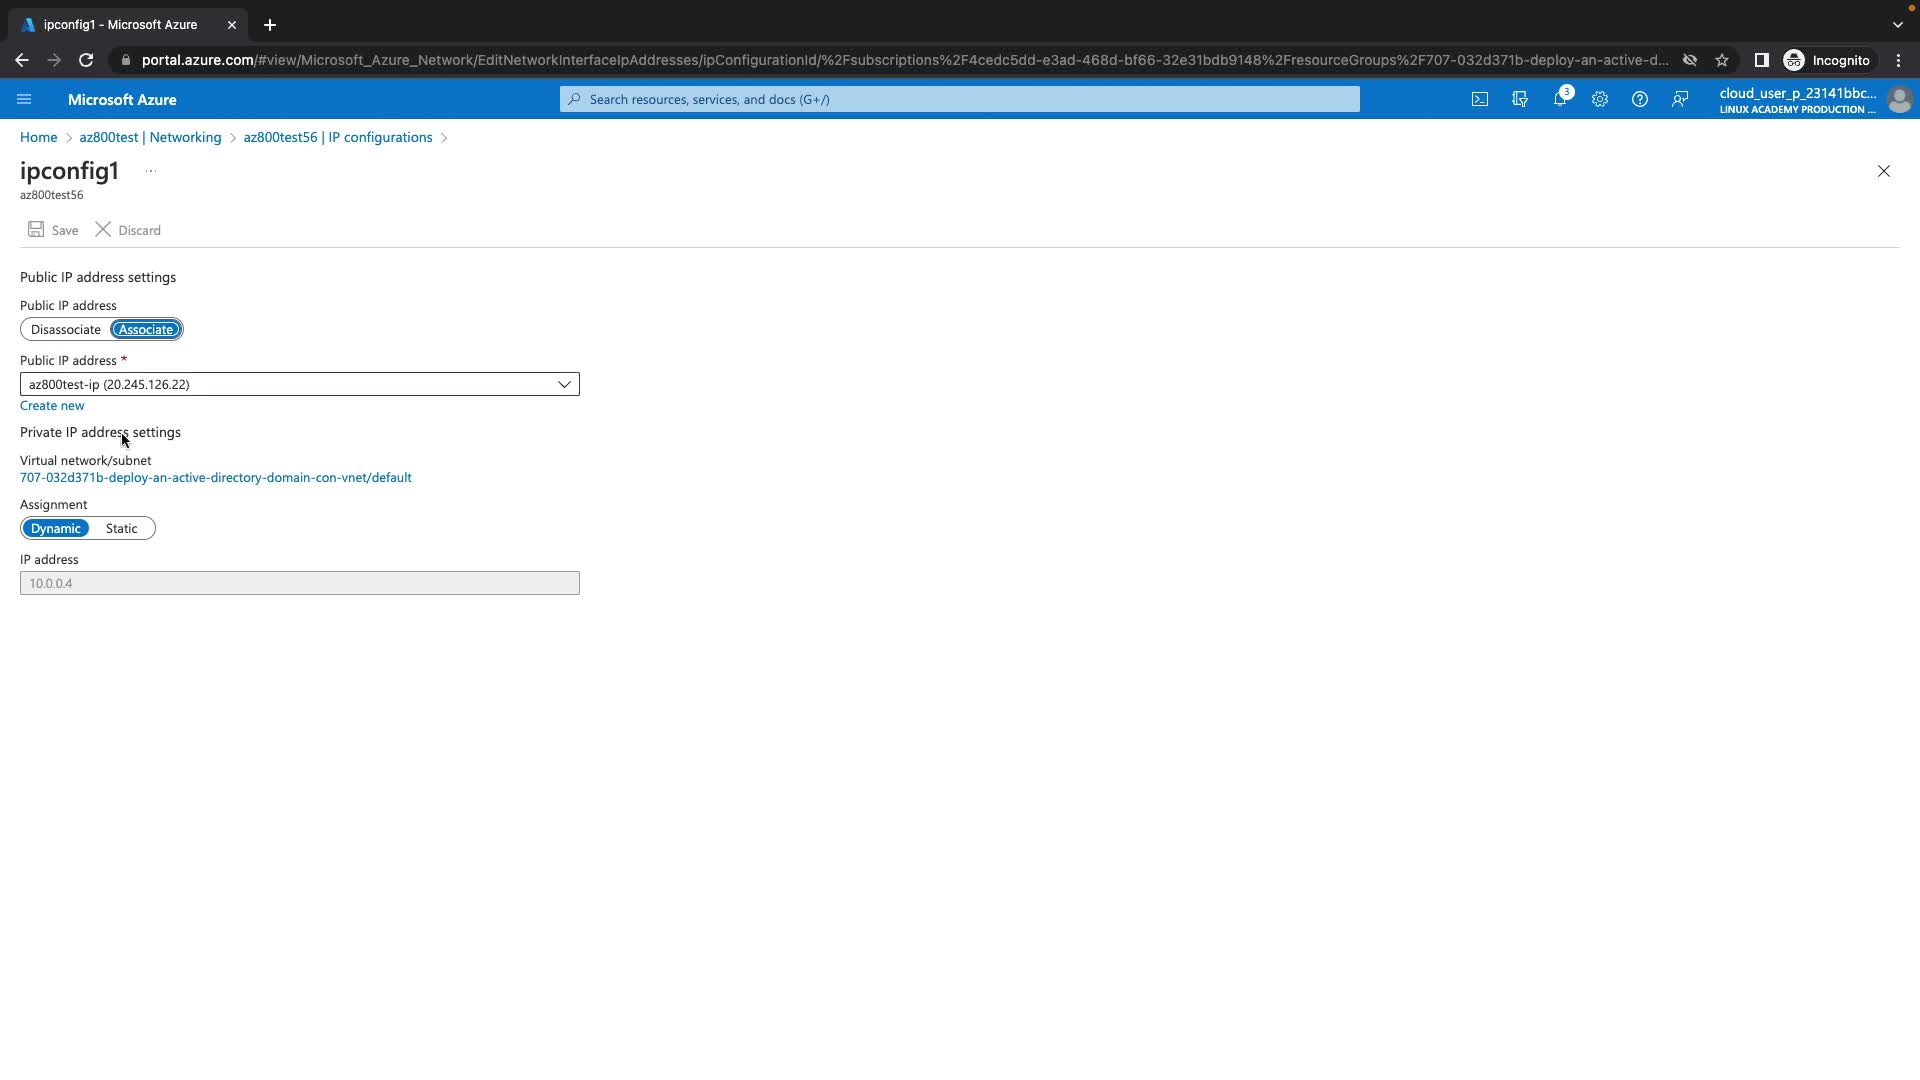 ipconfig1 - Microsoft Azure
portal.azure.com/#view/Microsoft_Azure_Network/EditNetworkInterfaceIpAddresses/ipConfigurationId/%2Fsubscriptions%2F4cedc5dd-e3ad-468d-bf66-32e31bdb9148%2FresourceGroups%2F707-032d371b-deploy-an-active-d...
Incognito
Microsoft Azure
Search resources, services, and docs (G+/)
3
cloud_user_p_23141bbc...
LINUX ACADEMY PRODUCTION ...
Home > az800test | Networking > az800test56 | IP configurations >
ipconfig1 ...
az800test56
Save Discard
Public IP address settings
Public IP address
Disassociate Associate
Public IP address *
az800test-ip (20.245.126.22)
Create new
Private IP address settings
Virtual network/subnet
707-032d371b-deploy-an-active-directory-domain-con-vnet/default
Assignment
Dynamic Static
IP address
10.0.0.4